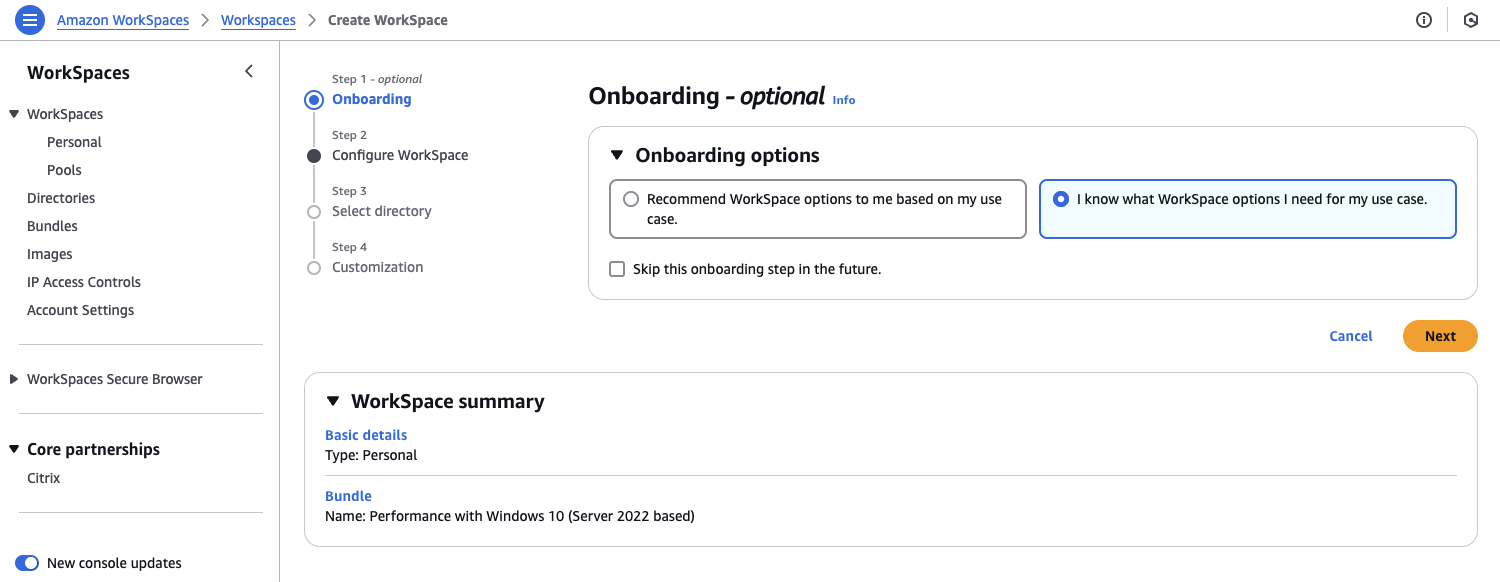 Amazon WorkSpaces
Workspaces
Create WorkSpace
WorkSpaces
WorkSpaces
Personal
Pools
Directories
Bundles
Images
IP Access Controls
Account Settings
WorkSpaces Secure Browser
Core partnerships
Citrix
New console updates
Step 1 - optional
Onboarding
Step 2
Configure WorkSpace
Step 3
Select directory
Step 4
Customization
Onboarding - optional Info
Onboarding options
Recommend WorkSpace options to me based on my use
case.
I know what WorkSpace options I need for my use case.
Skip this onboarding step in the future.
Cancel
Next
WorkSpace summary
Basic details
Type: Personal
Bundle
Name: Performance with Windows 10 (Server 2022 based)